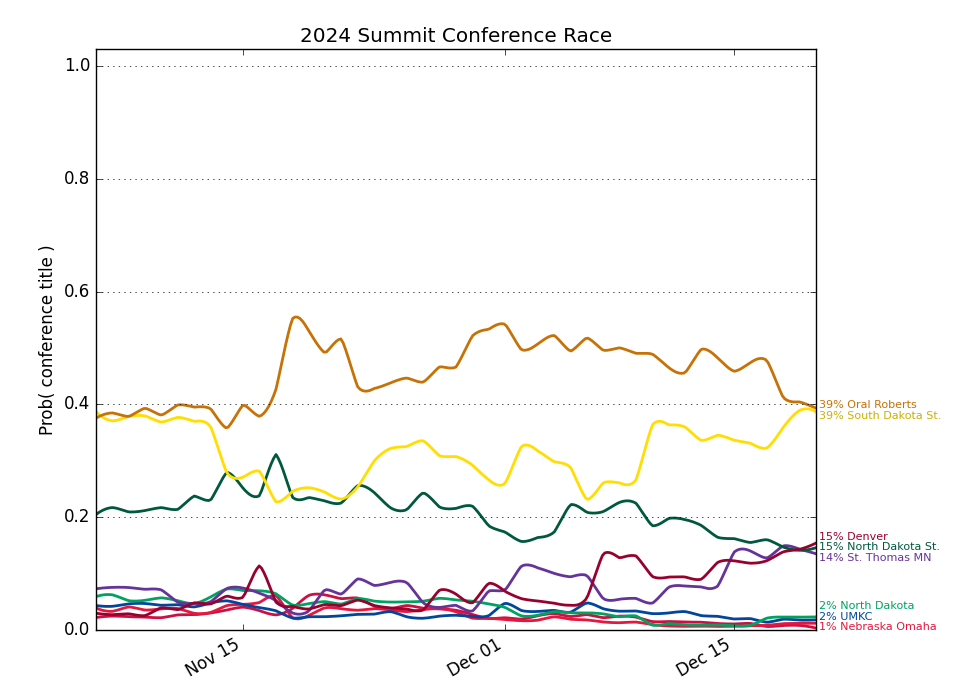 2024 Summit Conference Race
Prob( conference title )
1.0
0.8
0.6
0.4
0.2
0.0
Nov 15
Dec 01
Dec 15
39% Oral Roberts
39% South Dakota St.
15% Denver
15% North Dakota St.
14% St. Thomas MN
2% North Dakota
2% UMKC
1% Nebraska Omaha